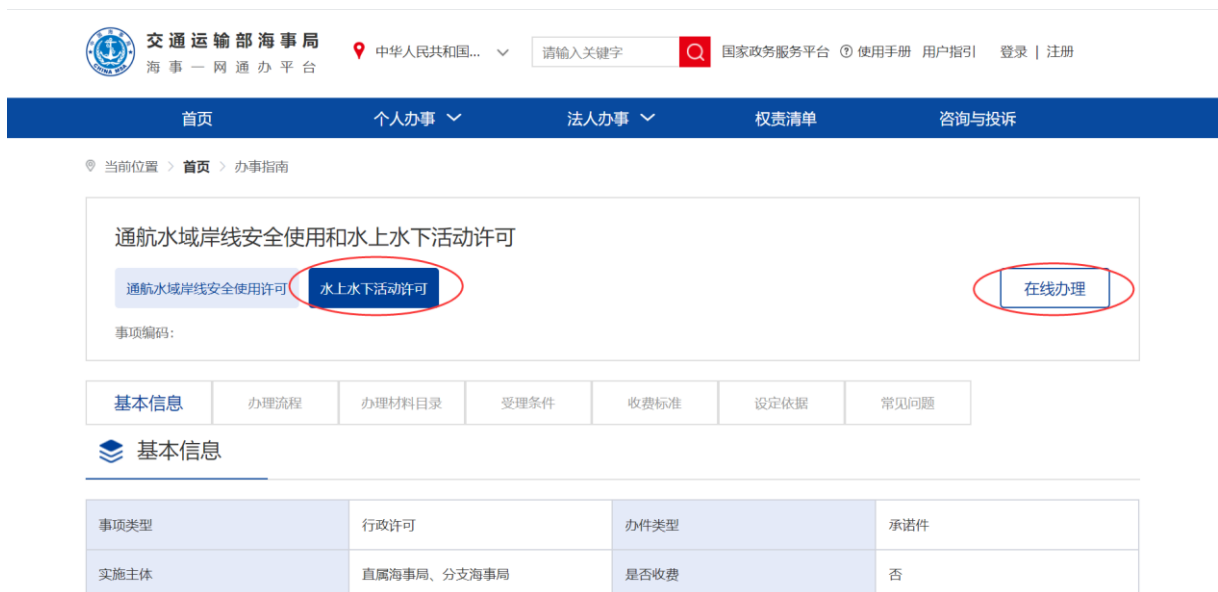 交通运输部海事局
海事一网通办平台
中华人民共和国...
请输入关键字
国家政务服务平台 使用手册 用户指引 登录 | 注册
CHINA MSA
首页 个人办事 法人办事 权责清单 咨询与投诉
当前位置 > 首页 > 办事指南
通航水域岸线安全使用和水上水下活动许可
通航水域岸线安全使用许可 水上水下活动许可 在线办理
事项编码:
基本信息 办理流程 办理材料目录 受理条件 收费标准 设定依据 常见问题
基本信息
事项类型 行政许可 办件类型 承诺件
实施主体 直属海事局、分支海事局 是否收费 否